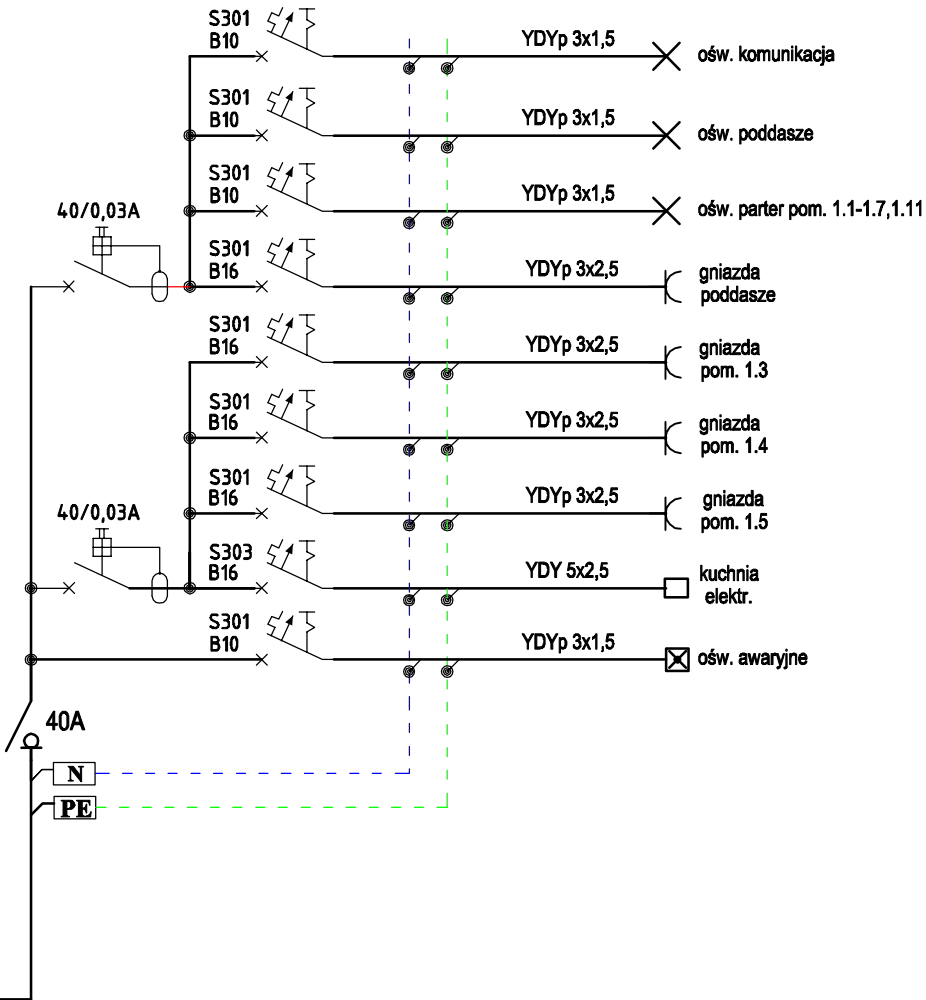 S301
B10
YDYp 3x1,5
ośw. komunikacja
S301
B10
YDYp 3x1,5
ośw. poddasze
S301
B10
YDYp 3x1,5
ośw. parter pom. 1.1-1.7,1.11
40/0,03A
S301
B16
YDYp 3x2,5
gniazda
poddasze
S301
B16
YDYp 3x2,5
gniazda
pom. 1.3
S301
B16
YDYp 3x2,5
gniazda
pom. 1.4
S301
B16
YDYp 3x2,5
gniazda
pom. 1.5
40/0,03A
S303
B16
YDY 5x2,5
kuchnia
elektr.
S301
B10
YDYp 3x1,5
ośw. awaryjne
40A
N
PE